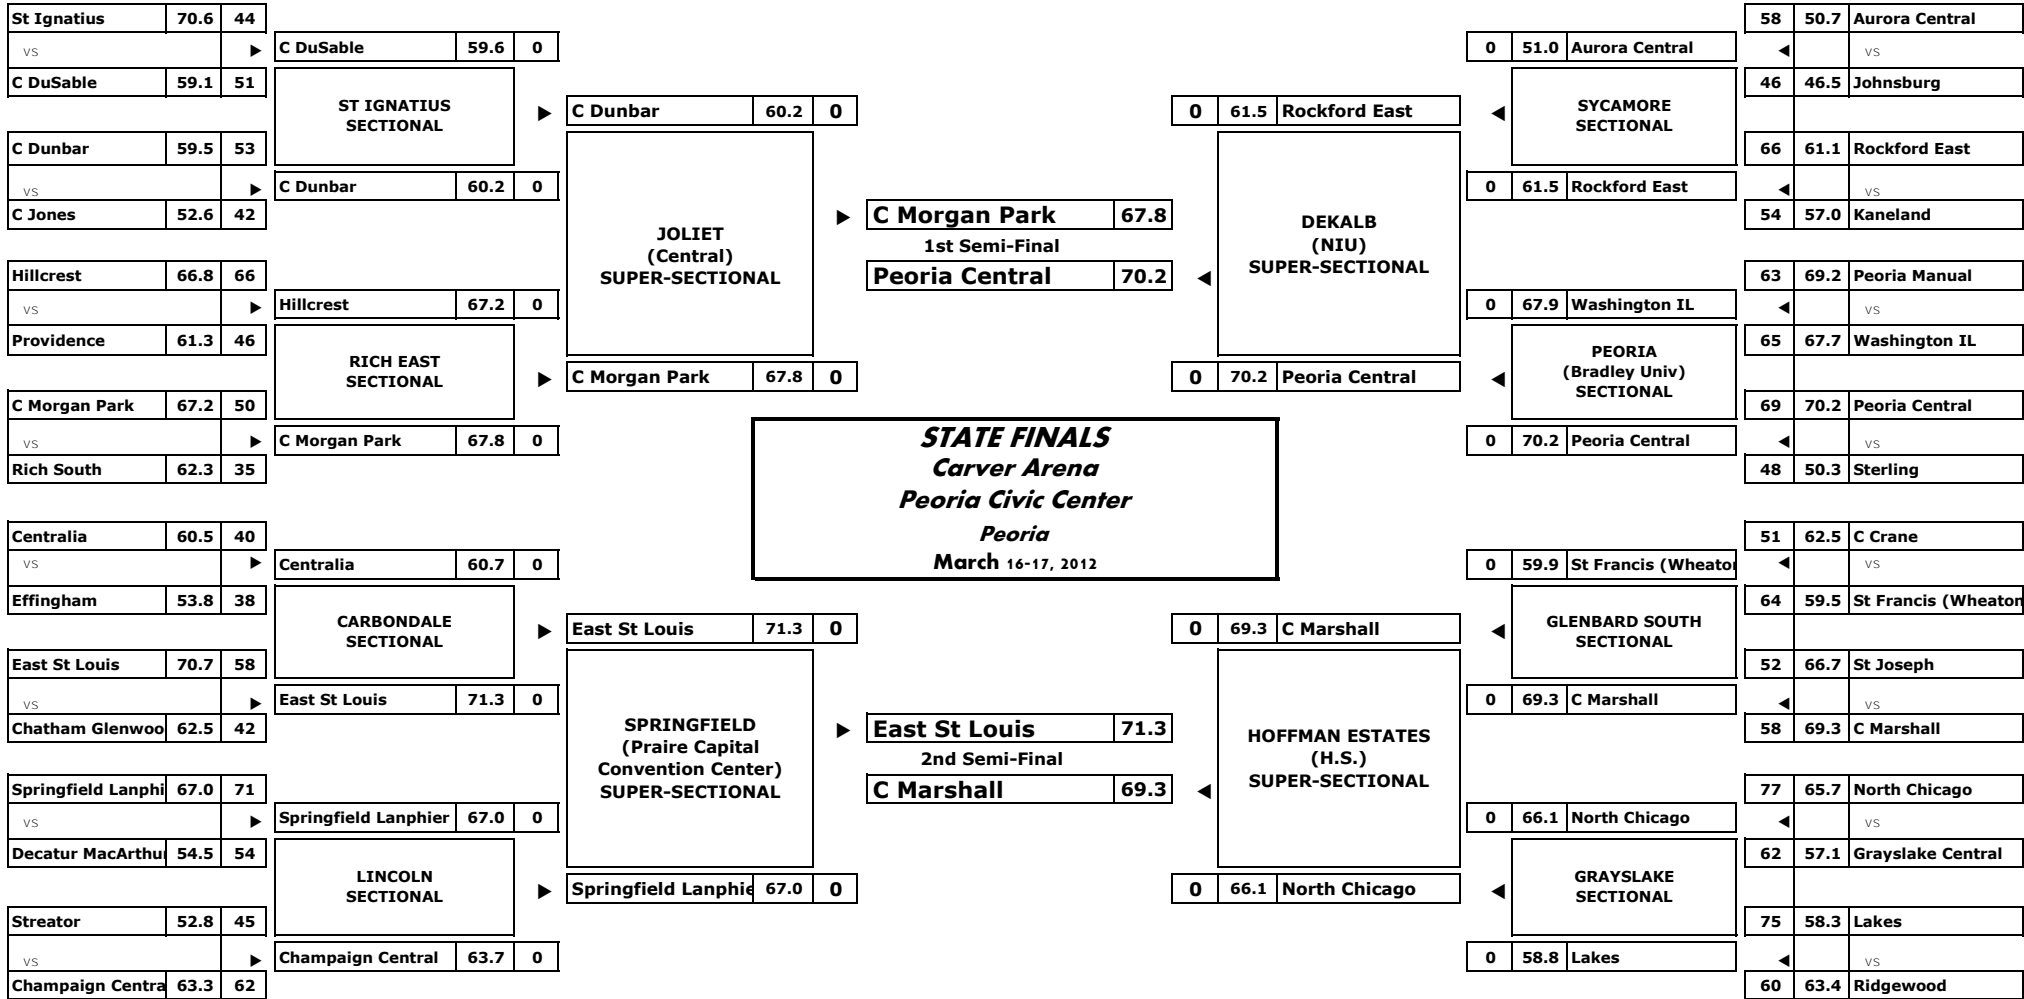 St Ignatius 70.6 44
vs
C DuSable 59.1 51
C Dunbar 59.5 53
vs
C Jones 52.6 42
Hillcrest 66.8 66
vs
Providence 61.3 46
C Morgan Park 67.2 50
vs
Rich South 62.3 35
Centralia 60.5 40
vs
Effingham 53.8 38
East St Louis 70.7 58
vs
Chatham Glenwoo 62.5 42
Springfield Lanphi 67.0 71
vs
Decatur MacArthur 54.5 54
Streator 52.8 45
vs
Champaign Centra 63.3 62
C DuSable 59.6 0
ST IGNATIUS
SECTIONAL
C Dunbar 60.2 0
Hillcrest 67.2 0
RICH EAST
SECTIONAL
C Morgan Park 67.8 0
Centralia 60.7 0
CARBONDALE
SECTIONAL
East St Louis 71.3 0
Springfield Lanphier 67.0 0
LINCOLN
SECTIONAL
Champaign Central 63.7 0
C Dunbar 60.2 0
JOLIET
(Central)
SUPER-SECTIONAL
C Morgan Park 67.8 0
East St Louis 71.3 0
SPRINGFIELD
(Praire Capital
Convention Center)
SUPER-SECTIONAL
Springfield Lanphie 67.0 0
C Morgan Park 67.8
1st Semi-Final
Peoria Central 70.2
STATE FINALS
Carver Arena
Peoria Civic Center
Peoria
March 16-17, 2012
East St Louis 71.3
2nd Semi-Final
C Marshall 69.3
0 61.5 Rockford East
DEKALB
(NIU)
SUPER-SECTIONAL
0 70.2 Peoria Central
0 69.3 C Marshall
HOFFMAN ESTATES
(H.S.)
SUPER-SECTIONAL
0 66.1 North Chicago
0 51.0 Aurora Central
SYCAMORE
SECTIONAL
0 61.5 Rockford East
0 67.9 Washington IL
PEORIA
(Bradley Univ)
SECTIONAL
0 70.2 Peoria Central
0 59.9 St Francis (Wheaton
GLENBARD SOUTH
SECTIONAL
0 69.3 C Marshall
0 66.1 North Chicago
GRAYSLAKE
SECTIONAL
0 58.8 Lakes
58 50.7 Aurora Central
vs
46 46.5 Johnsburg
66 61.1 Rockford East
vs
54 57.0 Kaneland
63 69.2 Peoria Manual
vs
65 67.7 Washington IL
69 70.2 Peoria Central
vs
48 50.3 Sterling
51 62.5 C Crane
vs
64 59.5 St Francis (Wheaton
52 66.7 St Joseph
vs
58 69.3 C Marshall
77 65.7 North Chicago
vs
62 57.1 Grayslake Central
75 58.3 Lakes
vs
60 63.4 Ridgewood